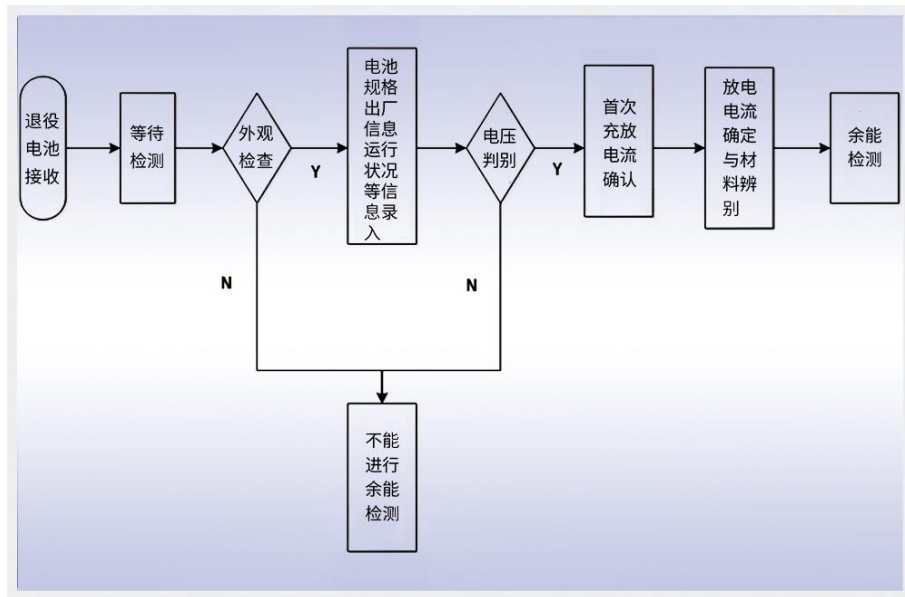 退役
电池
接收
等待
检测
外观
检查
Y
N
电池
规格
出厂
信息
运行
状况
等信
息录
入
电压
判别
Y
N
首次
充放
电流
确认
放电
电流
确定
与材
料辨
别
余能
检测
不能
进行
余能
检测